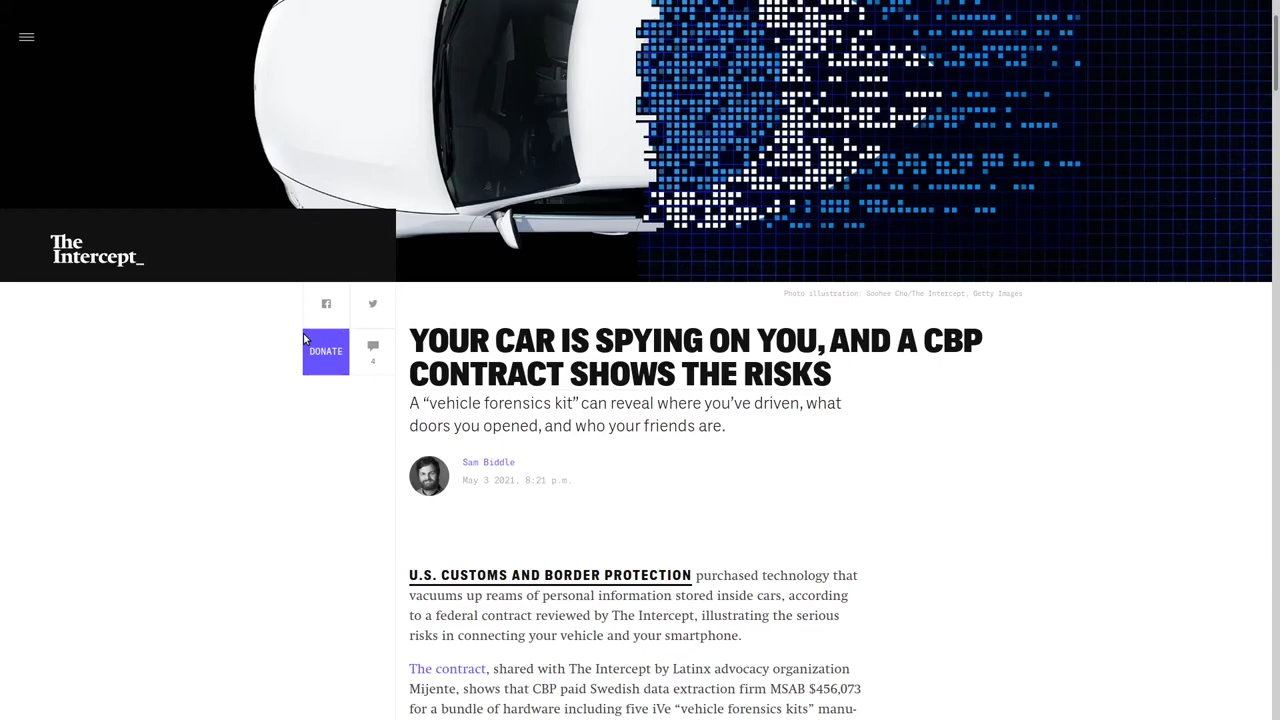 The
Intercept_
Photo illustration: Soohee Cho/The Intercept, Getty Images
DONATE
4
YOUR CAR IS SPYING ON YOU, AND A CBP
CONTRACT SHOWS THE RISKS
A “vehicle forensics kit” can reveal where you’ve driven, what
doors you opened, and who your friends are.
Sam Biddle
May 3 2021, 8:21 p.m.
U.S. CUSTOMS AND BORDER PROTECTION purchased technology that
vacuums up reams of personal information stored inside cars, according
to a federal contract reviewed by The Intercept, illustrating the serious
risks in connecting your vehicle and your smartphone.
The contract, shared with The Intercept by Latinx advocacy organization
Mijente, shows that CBP paid Swedish data extraction firm MSAB $456,073
for a bundle of hardware including five iVe “vehicle forensics kits” manu-